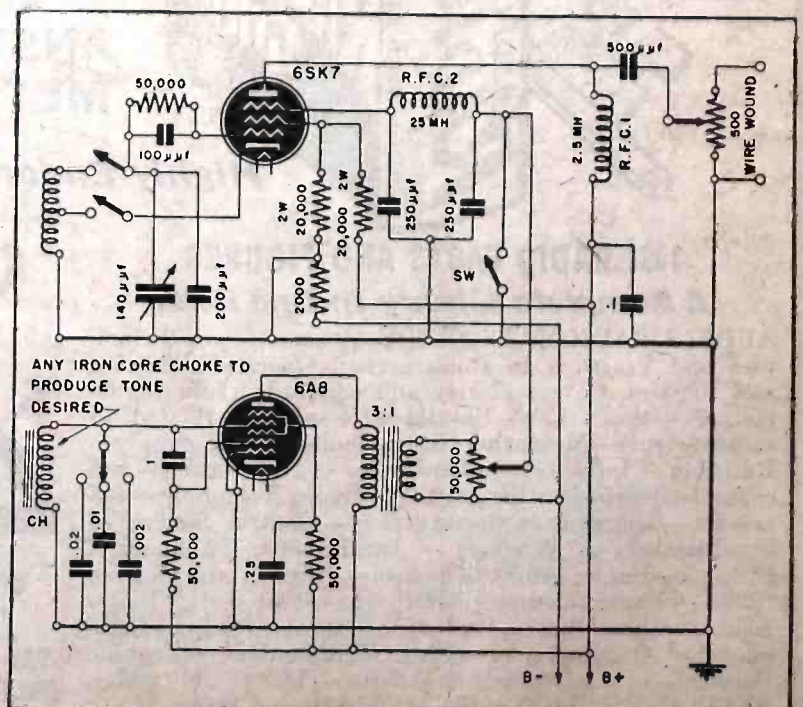 6SK7
500µµf
R.F.C.2
50,000
25 MH
100µµf
2.5 MH
R.F.C.1
500
WIRE WOUND
2W
20,000
2W
20,000
250µµf
250µµf
140µµf
200µµf
2000
SW
.1
ANY IRON CORE CHOKE TO
PRODUCE TONE
DESIRED
6A8
3:1
.1
50,000
CH
.02
.01
.002
50,000
.25
50,000
B-
B+